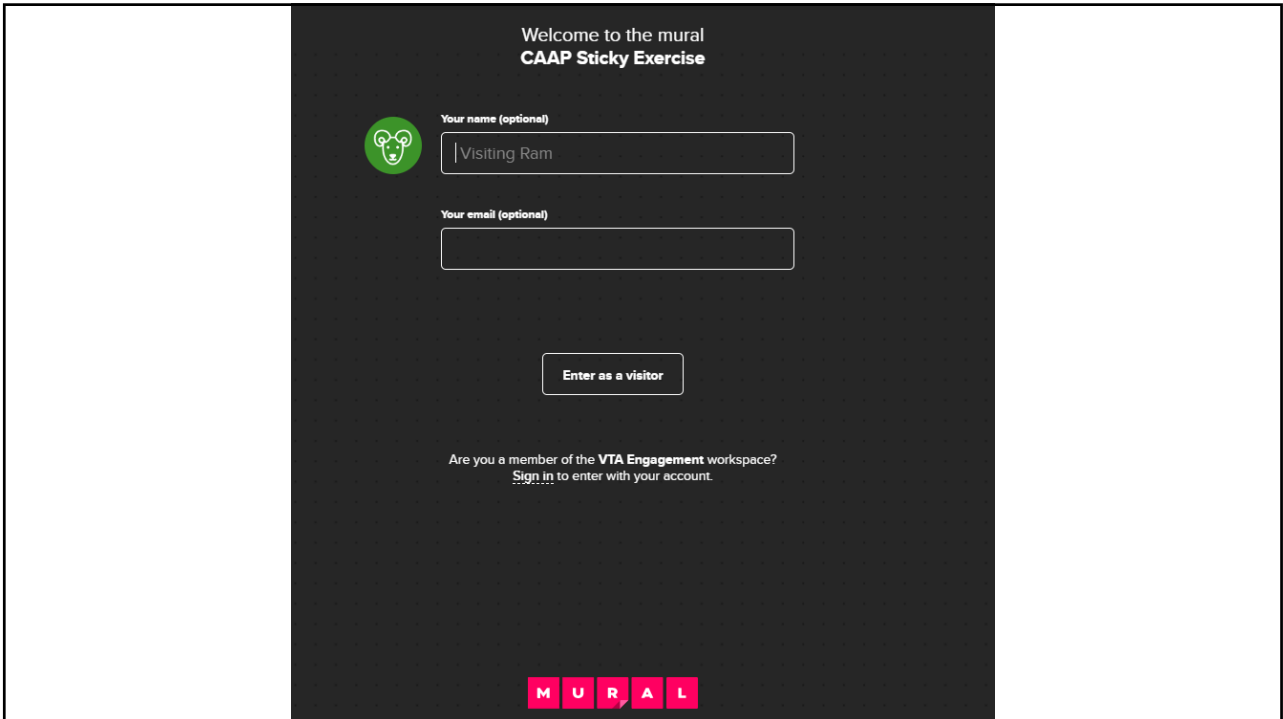 Welcome to the mural
CAAP Sticky Exercise
Your name (optional)
Visiting Ram
Your email (optional)
Enter as a visitor
Are you a member of the VTA Engagement workspace?
Sign in to enter with your account.
MURAL